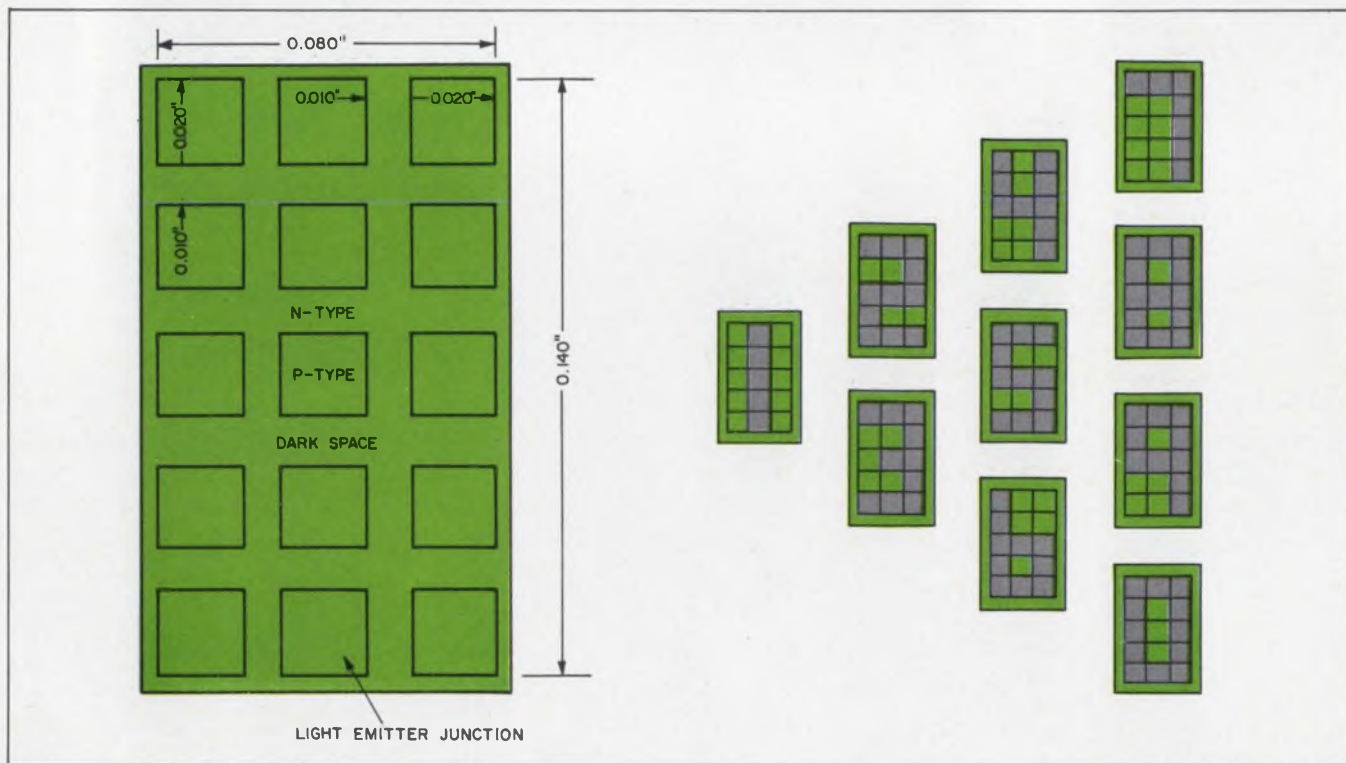 0.080"
0.010"
0.020"
0.020"
0.010"
N-TYPE
P-TYPE
0.140"
DARK SPACE
LIGHT EMITTER JUNCTION